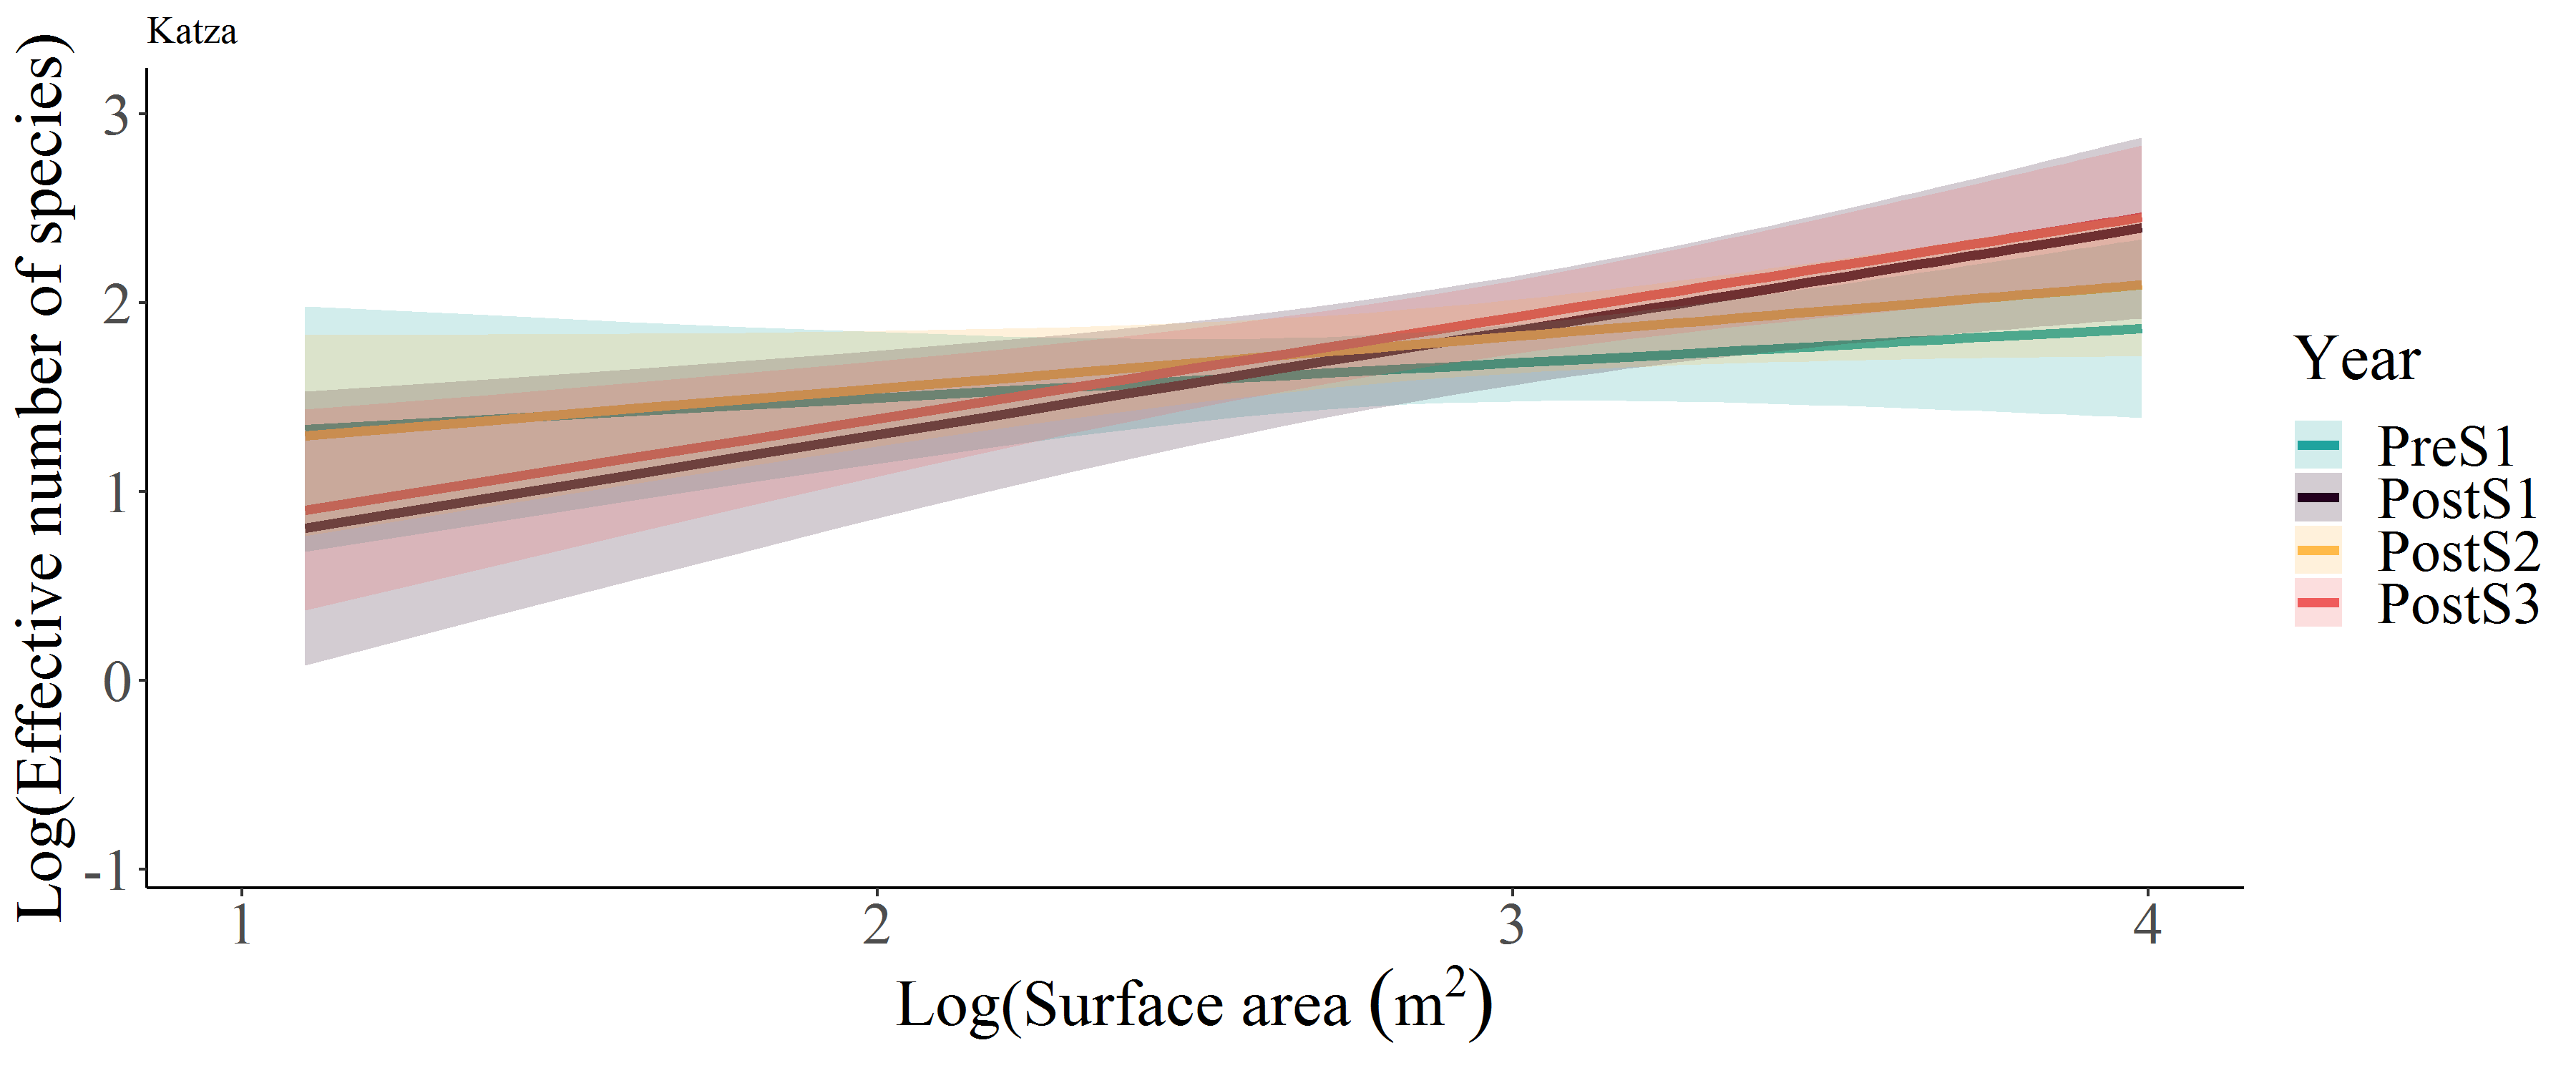 Katza
Log(Effective number of species)
3
2
1
0
-1
1 2 3 4
Log(Surface area (m²)
Year
PreS1
PostS1
PostS2
PostS3